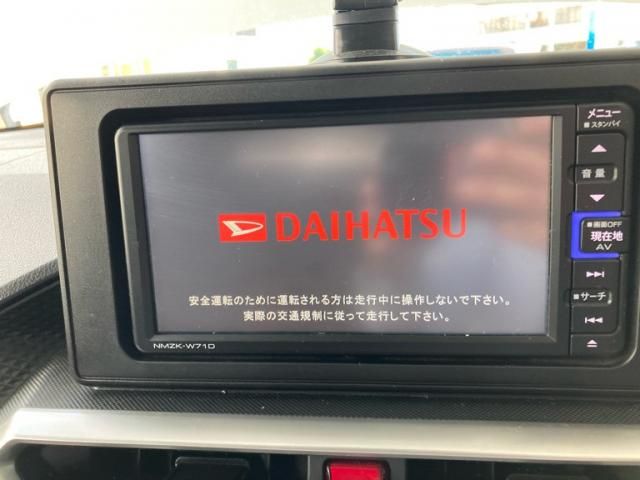 DAIHATSU
安全運転のために運転される方は走行中に操作しないで下さい。
実際の交通規制に従って走行して下さい。
NMZK-W71D
メニュー
スタンバイ
音量
画面OFF
現在地
AV
サーチ